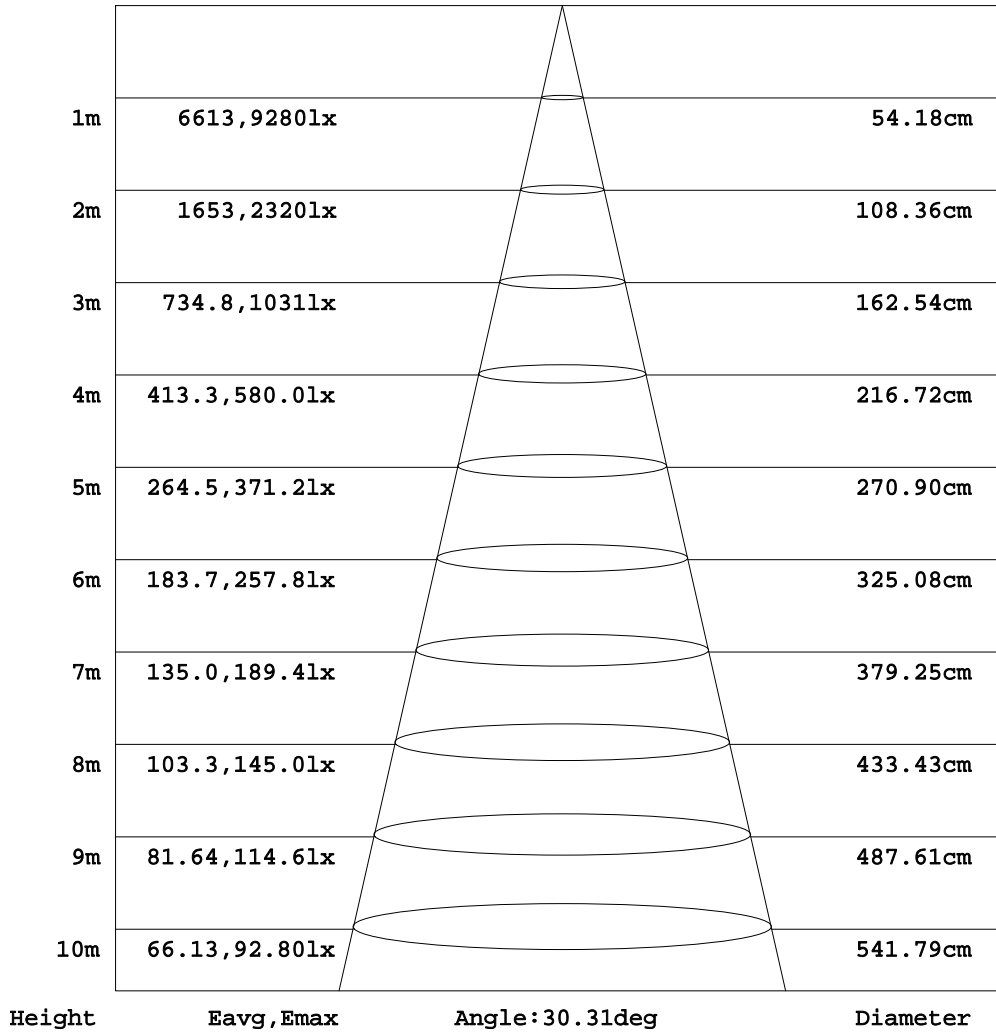 1m 6613,9280lx 54.18cm
2m 1653,2320lx 108.36cm
3m 734.8,1031lx 162.54cm
4m 413.3,580.0lx 216.72cm
5m 264.5,371.2lx 270.90cm
6m 183.7,257.8lx 325.08cm
7m 135.0,189.4lx 379.25cm
8m 103.3,145.0lx 433.43cm
9m 81.64,114.6lx 487.61cm
10m 66.13,92.80lx 541.79cm
Height Eavg,Emax Angle:30.31deg Diameter